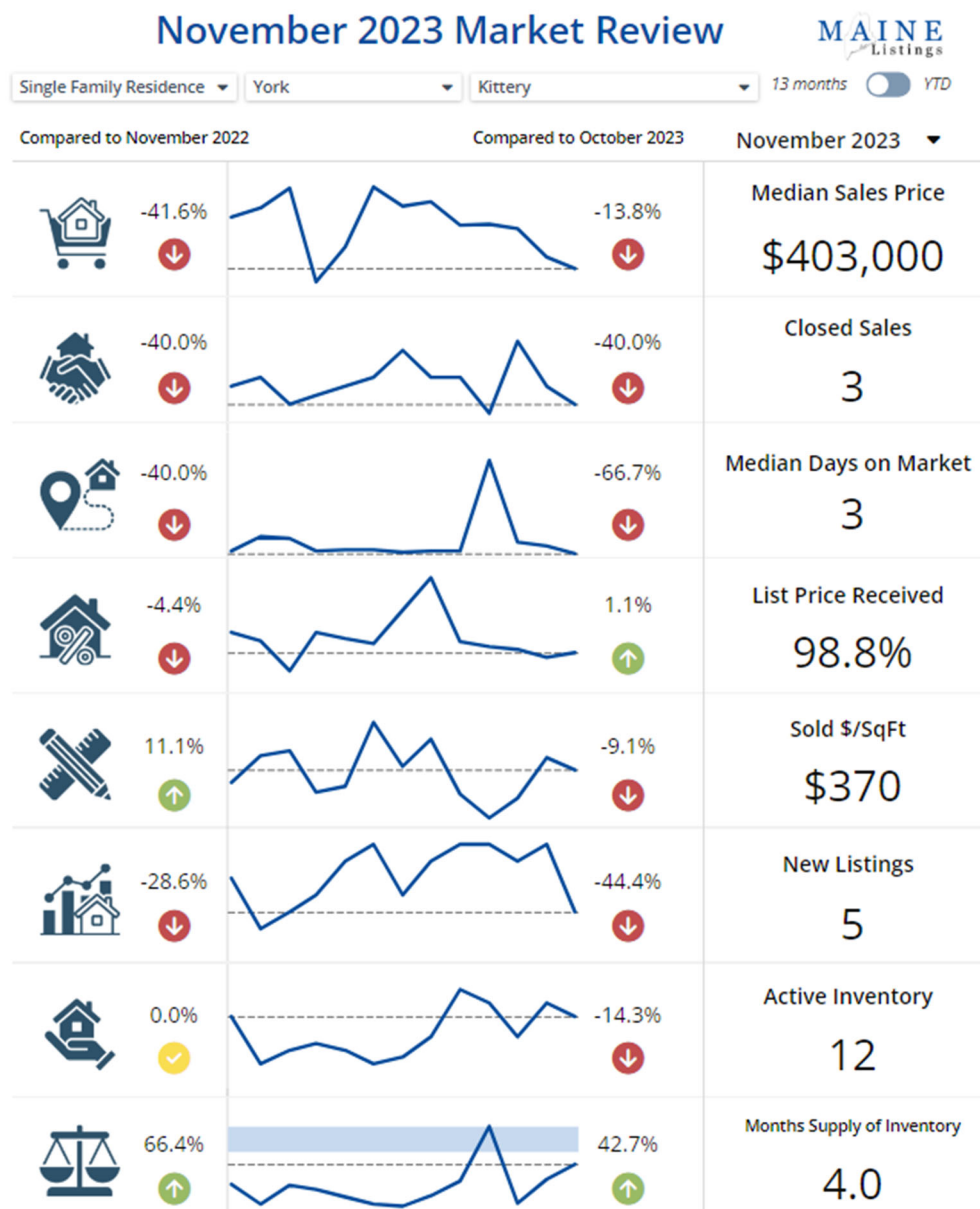 November 2023 Market Review
MAINE
Listings
Single Family Residence
York
Kittery
13 months
YTD
Compared to November 2022
Compared to October 2023
November 2023
-41.6%
-13.8%
Median Sales Price
$403,000
-40.0%
-40.0%
Closed Sales
3
-40.0%
-66.7%
Median Days on Market
3
-4.4%
1.1%
List Price Received
98.8%
11.1%
-9.1%
Sold $/SqFt
$370
-28.6%
-44.4%
New Listings
5
0.0%
-14.3%
Active Inventory
12
66.4%
42.7%
Months Supply of Inventory
4.0